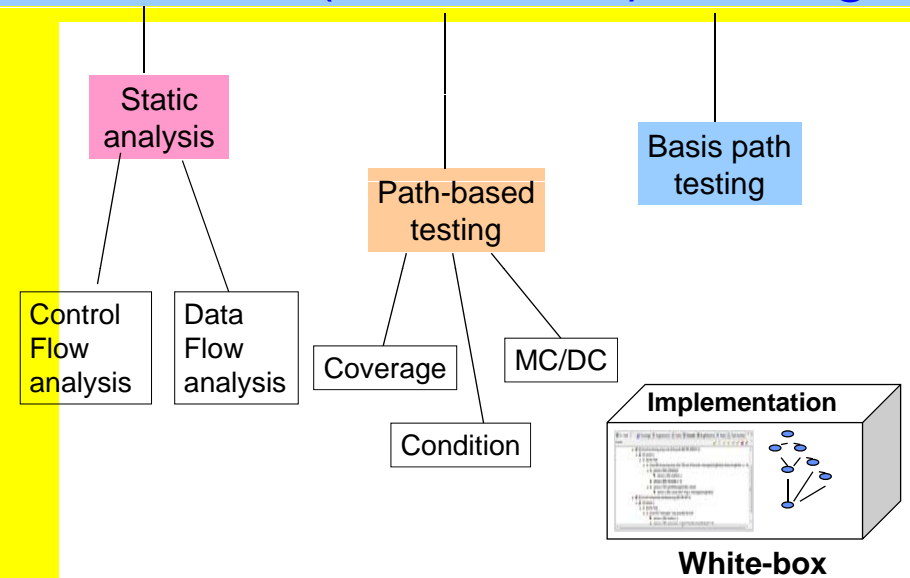 Static
analysis
Basis path
testing
Path-based
testing
Control
Flow
analysis
Data
Flow
analysis
Coverage
MC/DC
Condition
Implementation
White-box